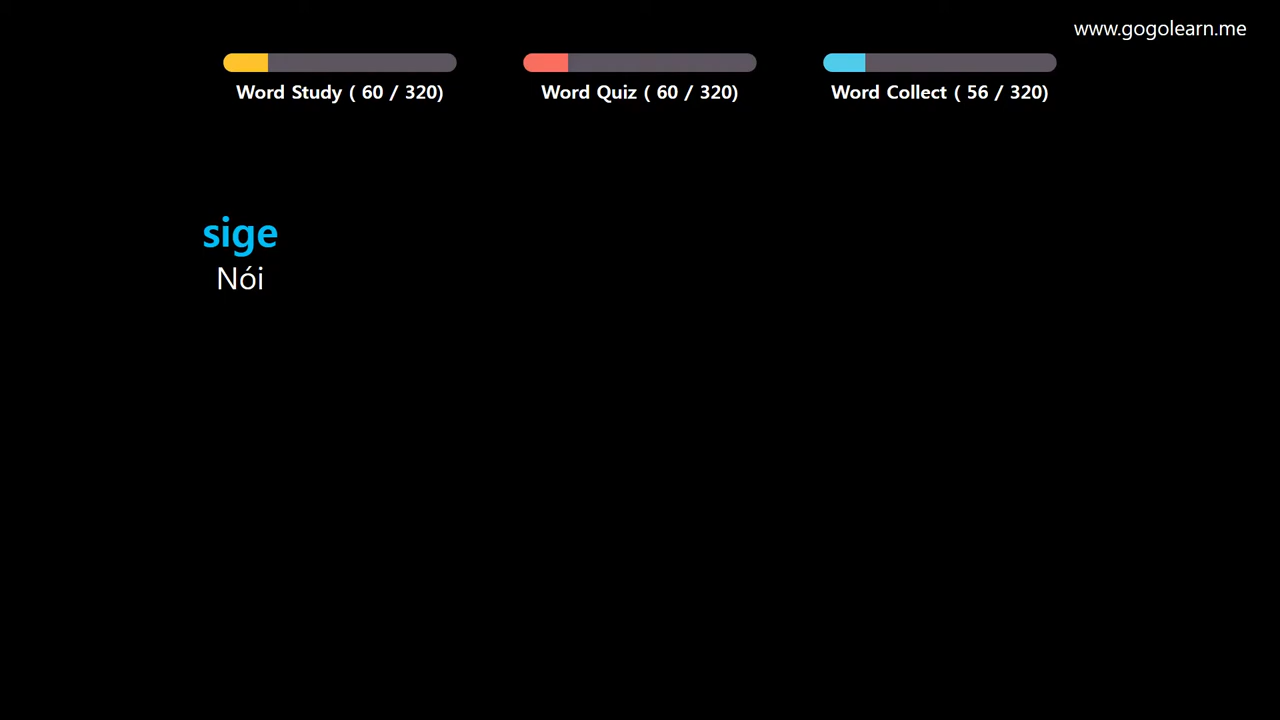 www.gogolearn.me
Word Study ( 60 / 320)
Word Quiz ( 60 / 320)
Word Collect ( 56 / 320)
sige
Nói